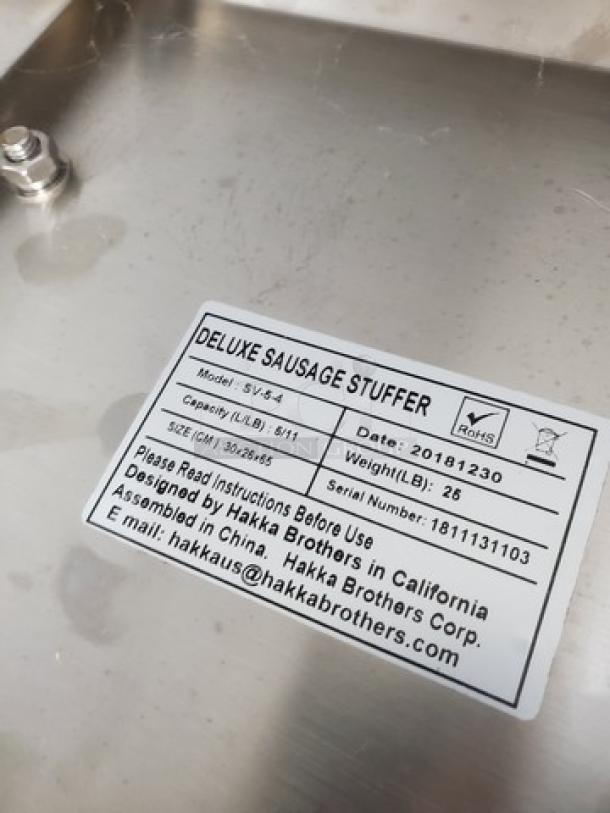 DELUXE SAUSAGE STUFFER
RoHS
Model : SV-5-4
Date: 20181230
Capacity (L/LB) : 5/11
Weight(LB): 25
SIZE (CM ): 30x26x65
Serial Number: 1811131103
Please Read Instructions Before Use
Designed by Hakka Brothers in California
Assembled in China. Hakka Brothers Corp.
E mail: hakkaus@hakkabrothers.com